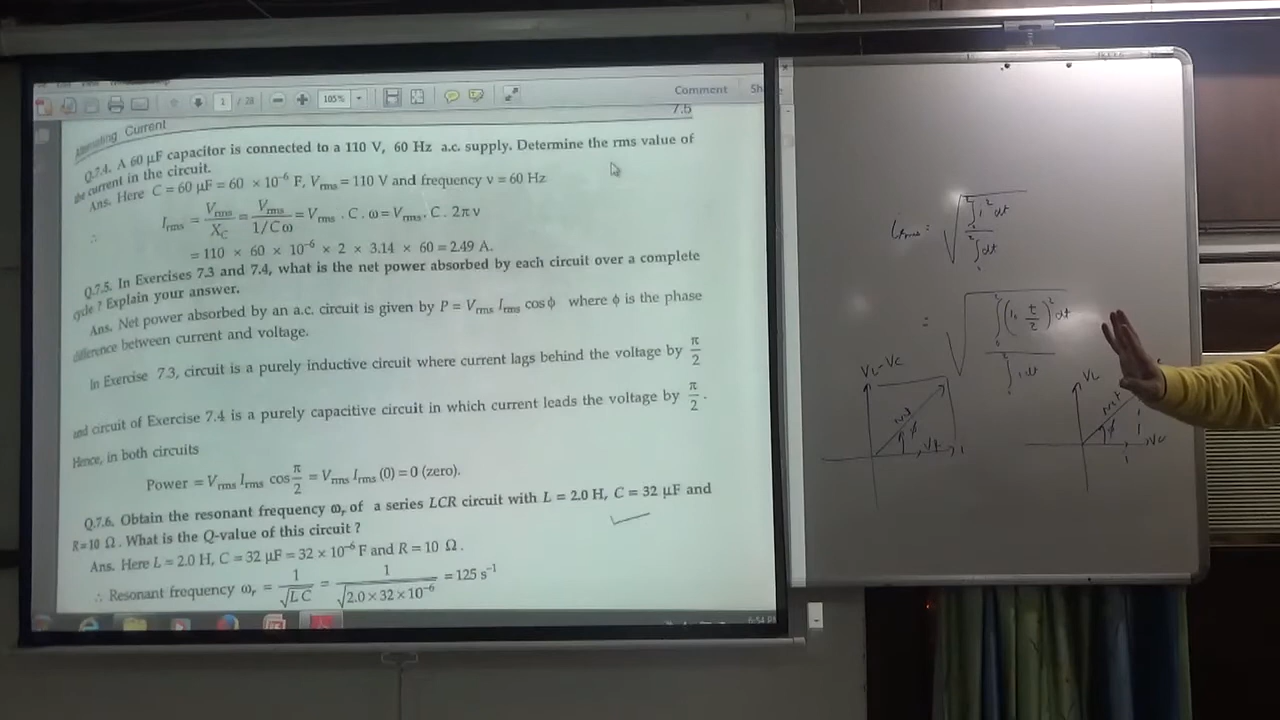 1 / 28
105%
Comment
Sh
Alternating Current
7.5
Q.7.4. A 60 μF capacitor is connected to a 110 V, 60 Hz a.c. supply. Determine the rms value of
the current in the circuit.
Ans. Here C = 60 μF = 60 × 10⁻⁶ F, Vrms = 110 V and frequency ν = 60 Hz
∴ Irms = Vrms/XC = Vrms/1/Cω = Vrms . C . ω = Vrms . C . 2π ν
= 110 × 60 × 10⁻⁶ × 2 × 3.14 × 60 = 2.49 A.
Q.7.5. In Exercises 7.3 and 7.4, what is the net power absorbed by each circuit over a complete
cycle ? Explain your answer.
Ans. Net power absorbed by an a.c. circuit is given by P = Vrms Irms cos ϕ where ϕ is the phase
difference between current and voltage.
In Exercise 7.3, circuit is a purely inductive circuit where current lags behind the voltage by π/2
and circuit of Exercise 7.4 is a purely capacitive circuit in which current leads the voltage by π/2.
Hence, in both circuits
Power = Vrms Irms cos π/2 = Vrms Irms (0) = 0 (zero).
Q.7.6. Obtain the resonant frequency ωr of a series LCR circuit with L = 2.0 H, C = 32 μF and
R = 10 Ω. What is the Q-value of this circuit ?
Ans. Here L = 2.0 H, C = 32 μF = 32 × 10⁻⁶ F and R = 10 Ω.
∴ Resonant frequency ωr = 1/√LC = 1/√2.0 × 32 × 10⁻⁶ = 125 s⁻¹
6:54 P
VL-VC
ϕ
VL
ϕ